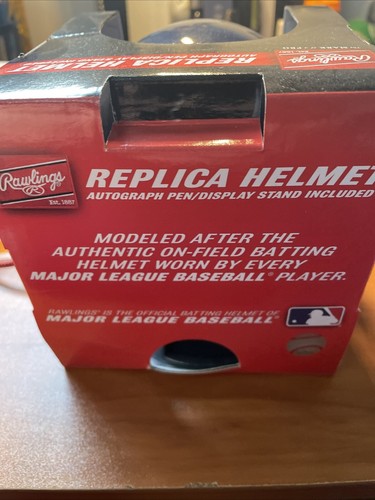 Rawlings
REPLICA HELMET
Rawlings
Rawlings
Est. 1887
REPLICA HELMET
AUTOGRAPH PEN/DISPLAY STAND INCLUDED
MODELED AFTER THE
AUTHENTIC ON-FIELD BATTING
HELMET WORN BY EVERY
MAJOR LEAGUE BASEBALL® PLAYER.
RAWLINGS® IS THE OFFICIAL BATTING HELMET OF
MAJOR LEAGUE BASEBALL®